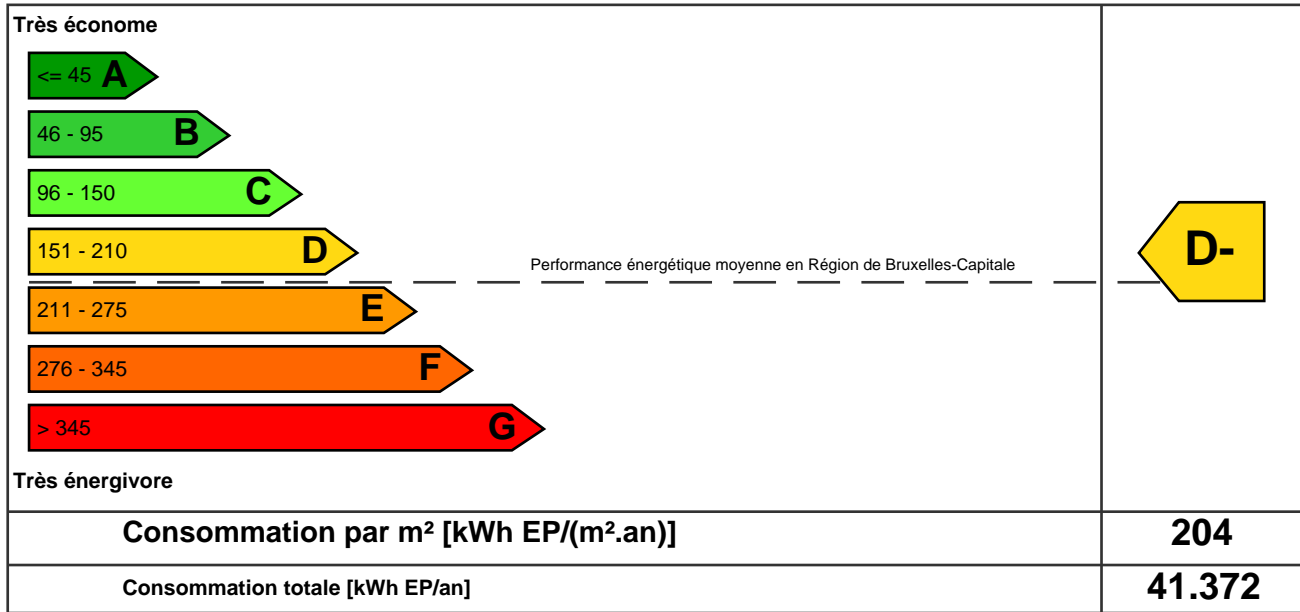 Très économe
<= 45 A
46 - 95 B
96 - 150 C
151 - 210 D
Performance énergétique moyenne en Région de Bruxelles-Capitale
D-
211 - 275 E
276 - 345 F
> 345 G
Très énergivore
Consommation par m² [kWh EP/(m².an)] 204
Consommation totale [kWh EP/an] 41.372